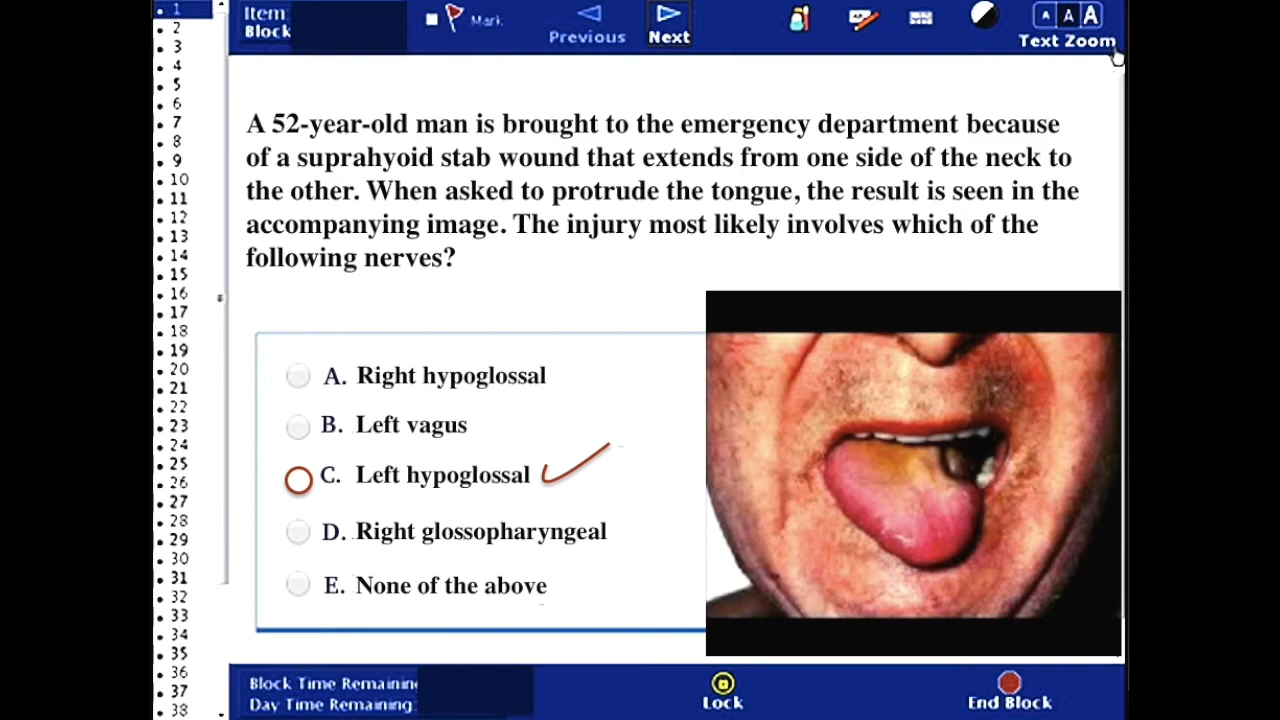 1
2
3
4
5
6
7
8
9
10
11
12
13
14
15
16
17
18
19
20
21
22
23
24
25
26
27
28
29
30
31
32
33
34
35
36
37
38
Item
Block
Mark
Previous
Next
A A A
Text Zoom
A 52-year-old man is brought to the emergency department because
of a suprahyoid stab wound that extends from one side of the neck to
the other. When asked to protrude the tongue, the result is seen in the
accompanying image. The injury most likely involves which of the
following nerves?
A. Right hypoglossal
B. Left vagus
C. Left hypoglossal
D. Right glossopharyngeal
E. None of the above
Block Time Remainin
Day Time Remaining
Lock
End Block